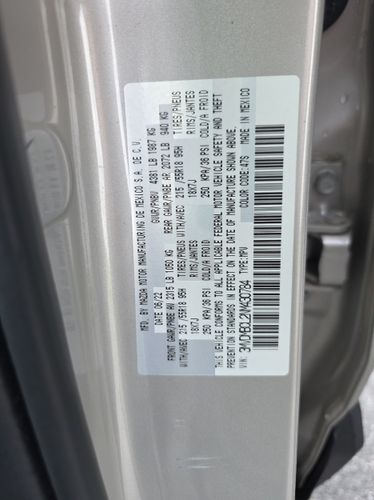 MFD. BY MAZDA MOTOR MANUFACTURING DE MEXICO S.A. DE C.V.
DATE: 06/22 GVWR/PNBV 4381 LB 1987 KG
FRONT GAWR/PNBE AV 2315 LB 1050 KG REAR GAWR/PNBE AR 2072 LB 940 KG
WITH/AVEC 215 /55R18 95H TIRES/PNEUS WITH/AVEC 215 /55R18 95H TIRES/PNEUS
18X7J RIMS/JANTES 18X7J RIMS/JANTES
250 KPA/36 PSI COLD/A FROID 250 KPA/36 PSI COLD/A FROID
THIS VEHICLE CONFORMS TO ALL APPLICABLE FEDERAL MOTOR VEHICLE SAFETY AND THEFT
PREVENTION STANDARDS IN EFFECT ON THE DATE OF MANUFACTURE SHOWN ABOVE.
VIN: TYPE:MPV COLOR CODE:47S MADE IN MEXICO